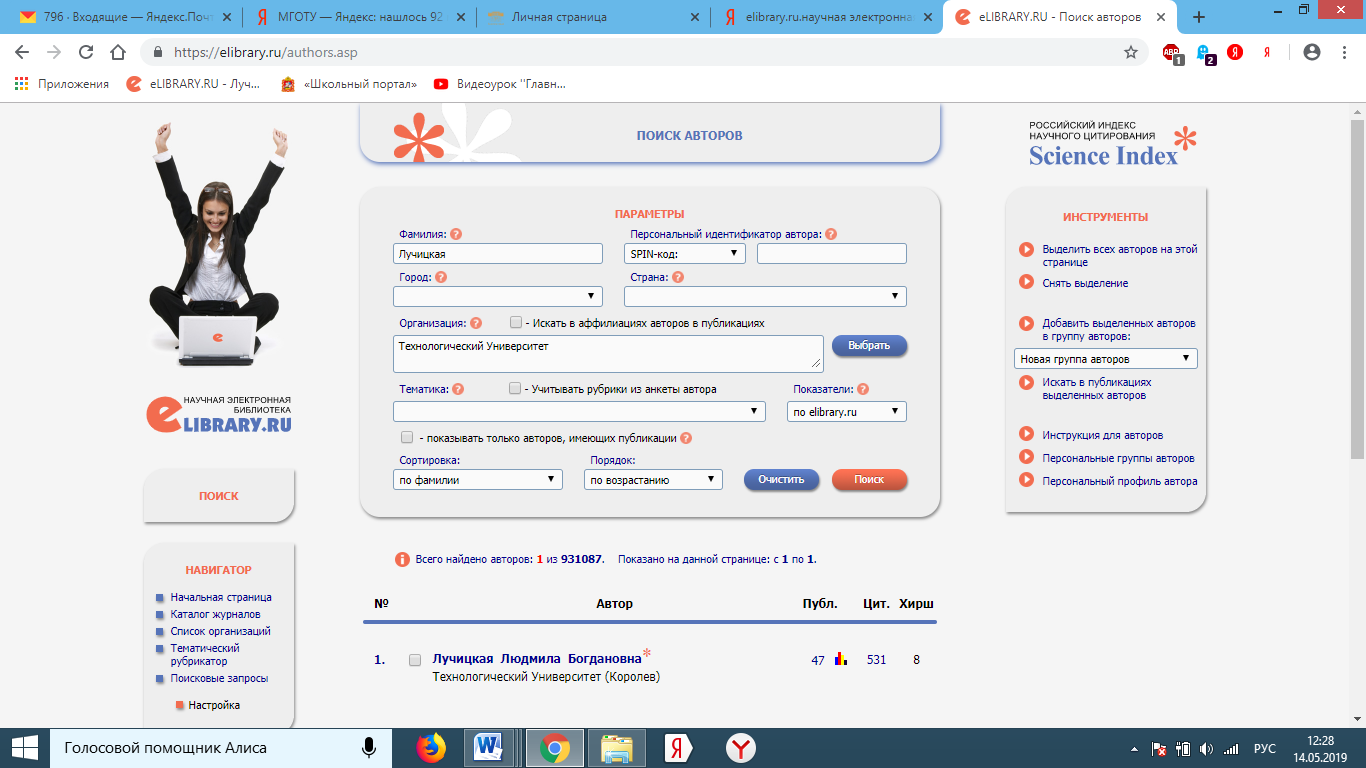 796 · Входящие — Яндекс.Почт
МГОТУ — Яндекс: нашлось 92
Личная страница
elibrary.ru.научная электронна
eLIBRARY.RU - Поиск авторов
https://elibrary.ru/authors.asp
ABP
1
2
Я
Я
Приложения
eLIBRARY.RU - Луч...
«Школьный портал»
Видеоурок "Главн...
ПОИСК АВТОРОВ
РОССИЙСКИЙ ИНДЕКС
НАУЧНОГО ЦИТИРОВАНИЯ
Science Index
ПАРАМЕТРЫ
Фамилия: ?
Персональный идентификатор автора: ?
Лучицкая
SPIN-код:
Город: ?
Страна: ?
Организация: ?
- Искать в аффилиациях авторов в публикациях
Технологический Университет
Выбрать
Тематика: ?
- Учитывать рубрики из анкеты автора
Показатели: ?
по elibrary.ru
- показывать только авторов, имеющих публикации ?
Сортировка:
Порядок:
по фамилии
по возрастанию
Очистить
Поиск
ИНСТРУМЕНТЫ
Выделить всех авторов на этой
странице
Снять выделение
Добавить выделенных авторов
в группу авторов:
Новая группа авторов
Искать в публикациях
выделенных авторов
Инструкция для авторов
Персональные группы авторов
Персональный профиль автора
НАУЧНАЯ ЭЛЕКТРОННАЯ
БИБЛИОТЕКА
eLIBRARY.RU
ПОИСК
НАВИГАТОР
Начальная страница
Каталог журналов
Список организаций
Тематический
рубрикатор
Поисковые запросы
Настройка
Всего найдено авторов: 1 из 931087. Показано на данной странице: с 1 по 1.
№ Автор Публ. Цит. Хирш
1. Лучицкая Людмила Богдановна* 47 531 8
Технологический Университет (Королев)
Голосовой помощник Алиса
РУС
12:28
14.05.2019